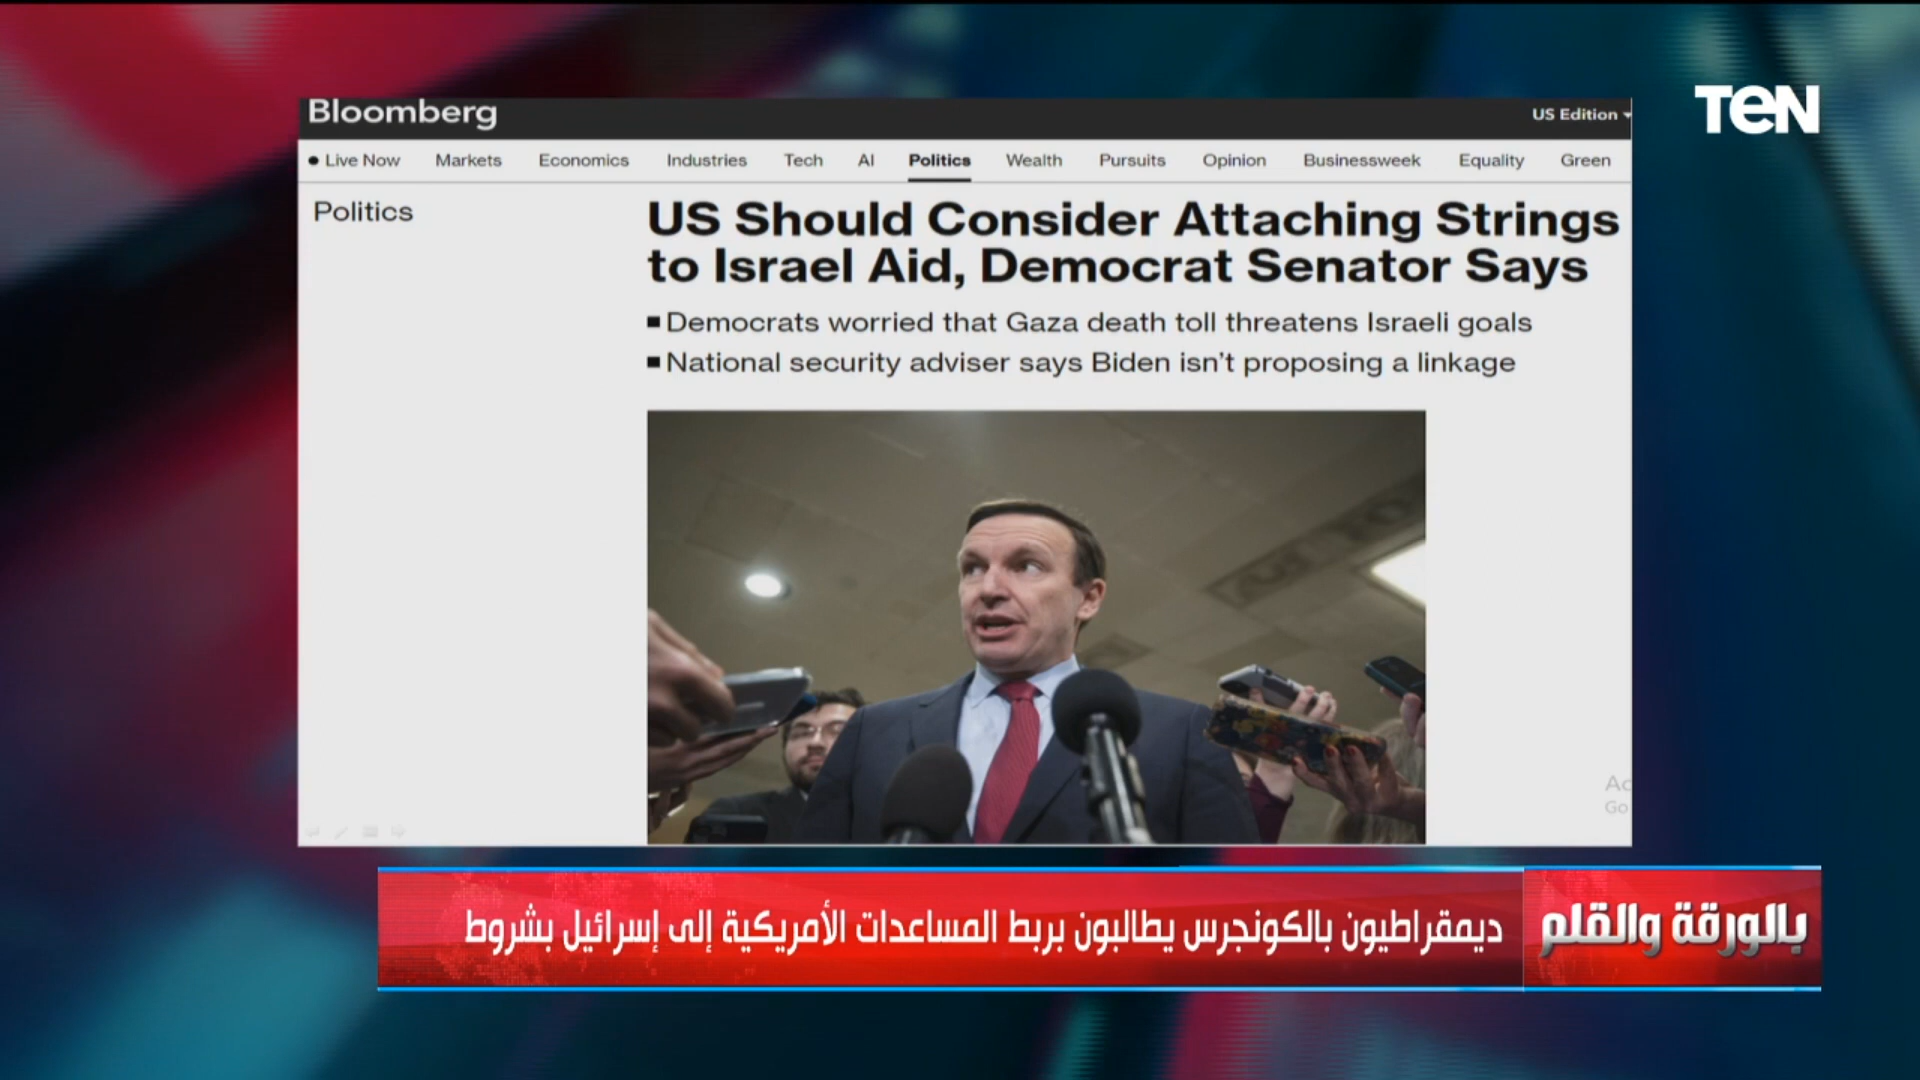 TEN
Bloomberg
US Edition
Live Now Markets Economics Industries Tech AI Politics Wealth Pursuits Opinion Businessweek Equality Green
Politics
US Should Consider Attaching Strings
to Israel Aid, Democrat Senator Says
Democrats worried that Gaza death toll threatens Israeli goals
National security adviser says Biden isn't proposing a linkage
Ac
Go
بالورقة والقلم
ديمقراطيون بالكونجرس يطالبون بربط المساعدات الأمريكية إلى إسرائيل بشروط